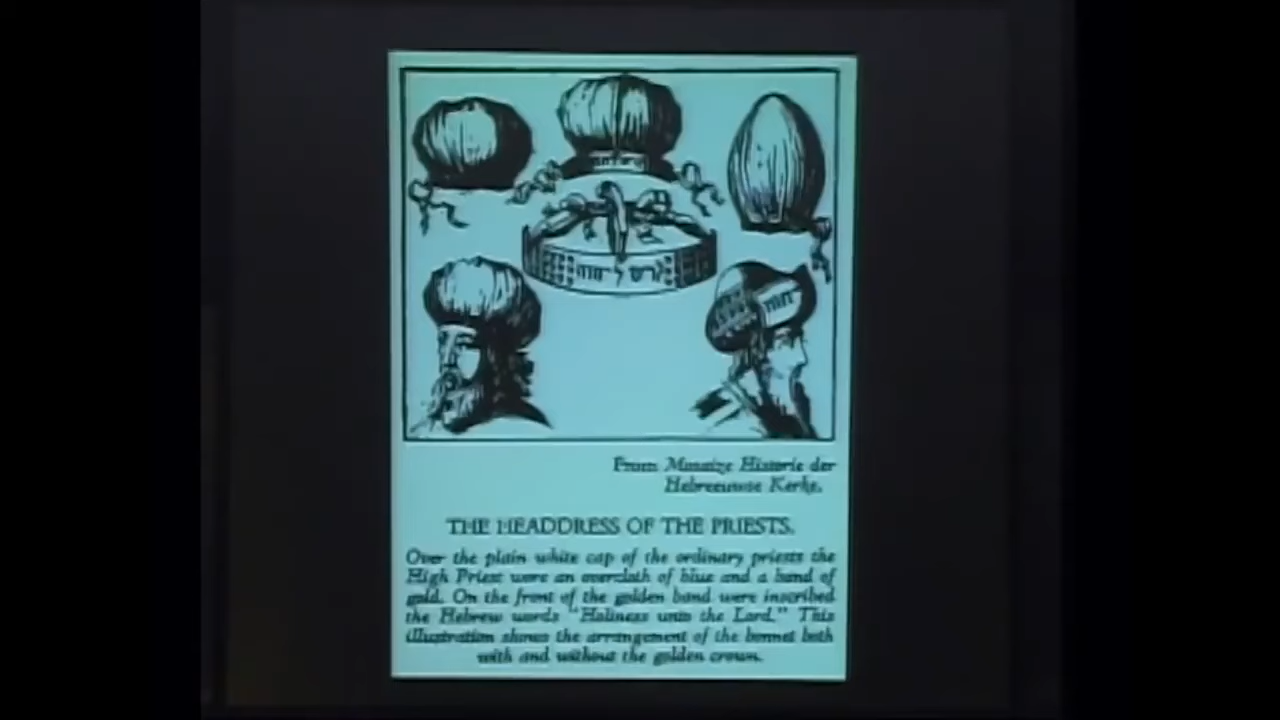 קדש ל יהוה
יהוה
From Mosaize Historie der
Hebreeuwse Kerke.
THE HEADDRESS OF THE PRIESTS.
Over the plain white cap of the ordinary priests the
High Priest wore an overcloth of blue and a band of
gold. On the front of the golden band were inscribed
the Hebrew words "Holiness unto the Lord." This
illustration shows the arrangement of the bonnet both
with and without the golden crown.